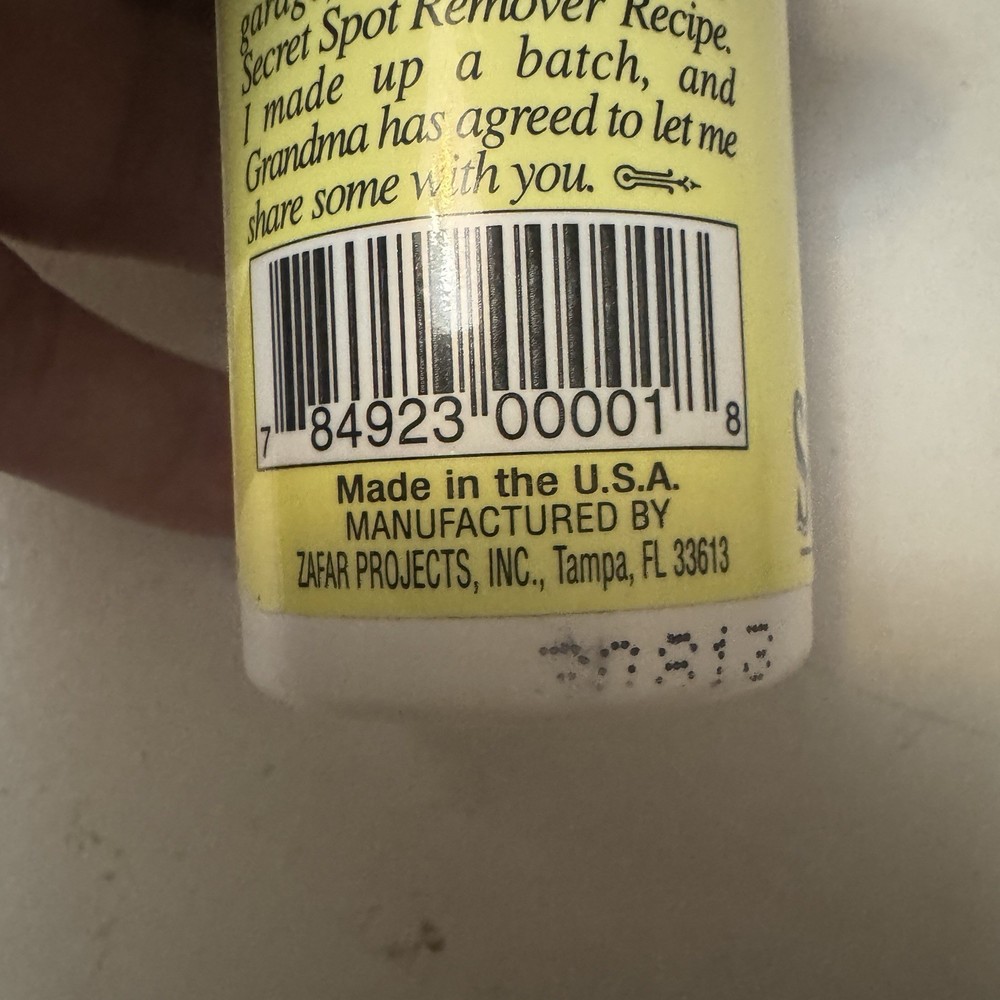 Secret Spot Remover Recipe.
I made up a batch, and
Grandma has agreed to let me
share some with you.
7 84923 00001 8
Made in the U.S.A.
MANUFACTURED BY
ZAFAR PROJECTS, INC., Tampa, FL 33613